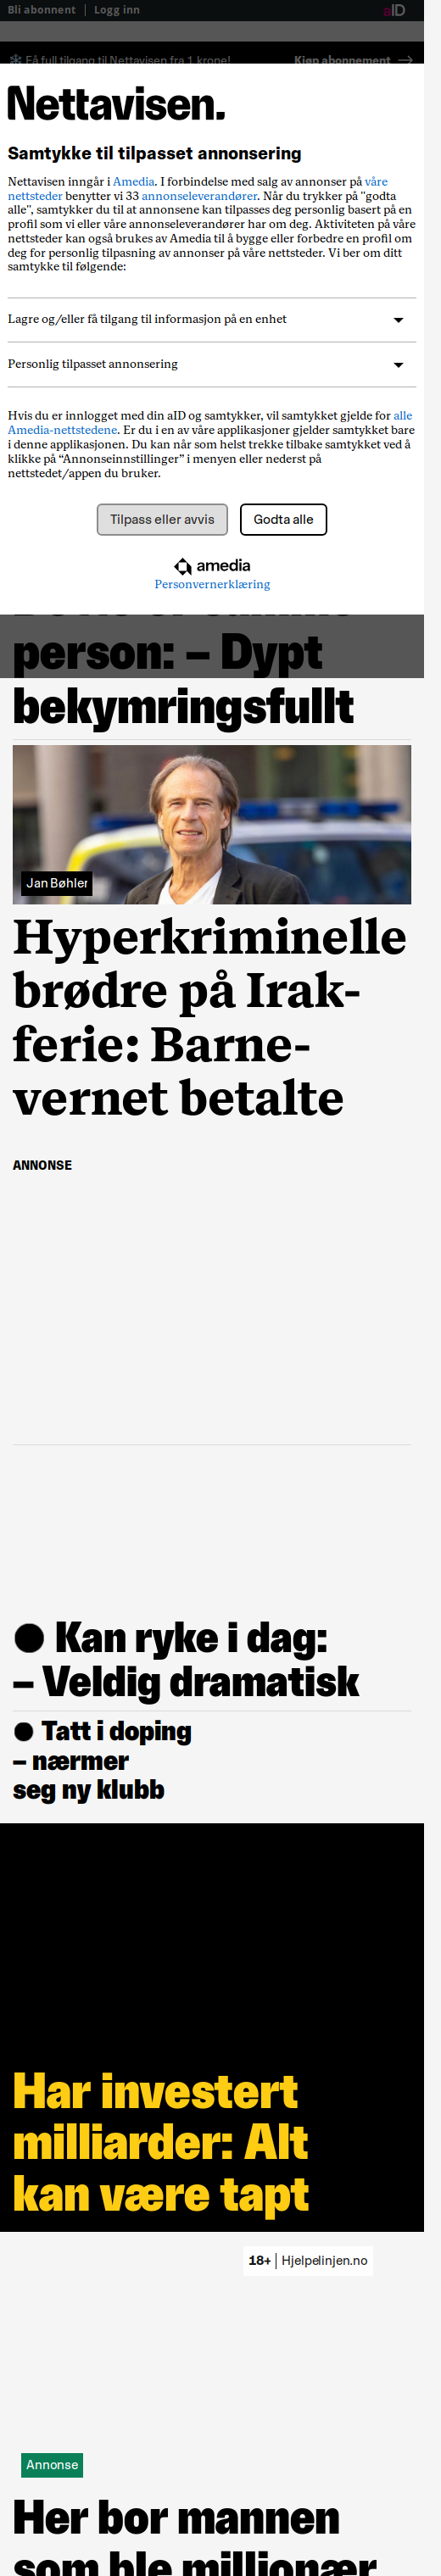 Bli abonnent | Logg inn
aID
Få full tilgang til Nettavisen fra 1 krone!
Kjøp abonnement →
Nettavisen.
Samtykke til tilpasset annonsering
Nettavisen inngår i Amedia. I forbindelse med salg av annonser på våre
nettsteder benytter vi 33 annonseleverandører. Når du trykker på "godta
alle", samtykker du til at annonsene kan tilpasses deg personlig basert på en
profil som vi eller våre annonseleverandører har om deg. Aktiviteten på våre
nettsteder kan også brukes av Amedia til å bygge eller forbedre en profil om
deg for personlig tilpasning av annonser på våre nettsteder. Vi ber om ditt
samtykke til følgende:
Lagre og/eller få tilgang til informasjon på en enhet
Personlig tilpasset annonsering
Hvis du er innlogget med din aID og samtykker, vil samtykket gjelde for alle
Amedia-nettstedene. Er du i en av våre applikasjoner gjelder samtykket bare
i denne applikasjonen. Du kan når som helst trekke tilbake samtykket ved å
klikke på “Annonseinnstillinger” i menyen eller nederst på
nettstedet/appen du bruker.
Tilpass eller avvis
Godta alle
amedia
Personvernerklæring
person: – Dypt
bekymringsfullt
Jan Bøhler
Hyperkriminelle
brødre på Irak-
ferie: Barne-
vernet betalte
ANNONSE
Kan ryke i dag:
– Veldig dramatisk
Tatt i doping
– nærmer
seg ny klubb
Har investert
milliarder: Alt
kan være tapt
18+ | Hjelpelinjen.no
Annonse
Her bor mannen
som ble millionær